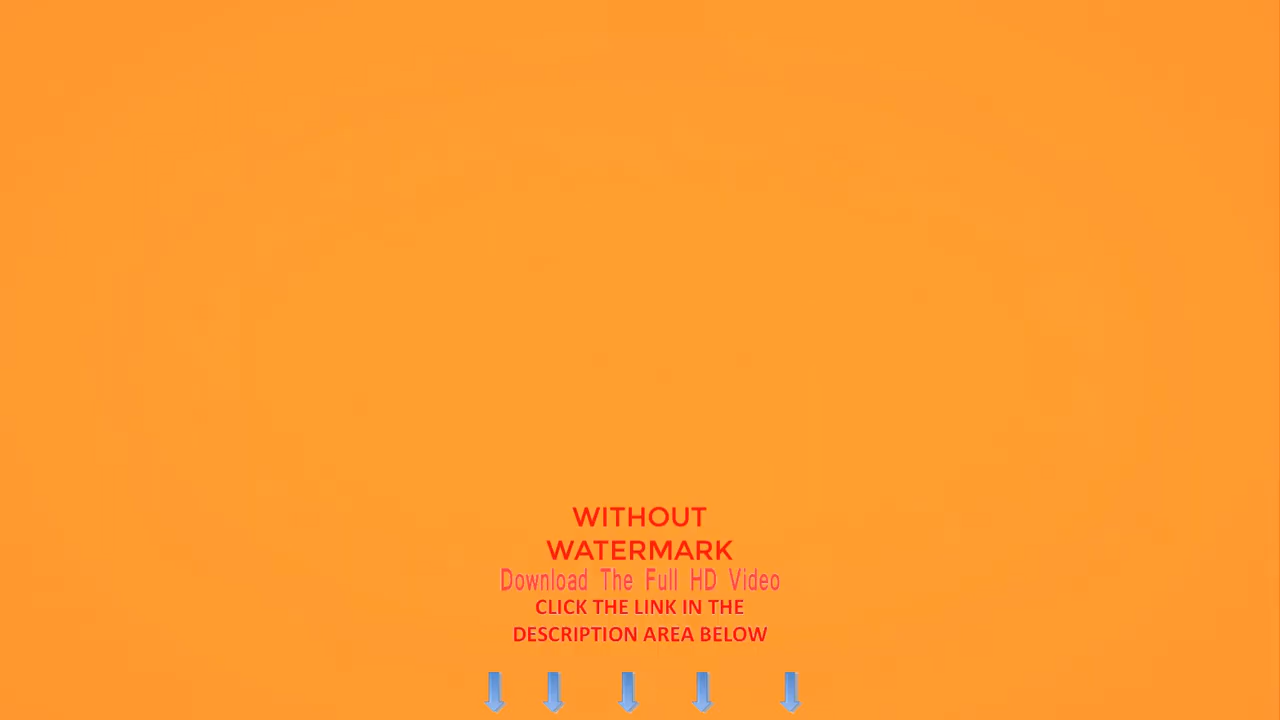 WITHOUT
WATERMARK
Download The Full HD Video
CLICK THE LINK IN THE
DESCRIPTION AREA BELOW